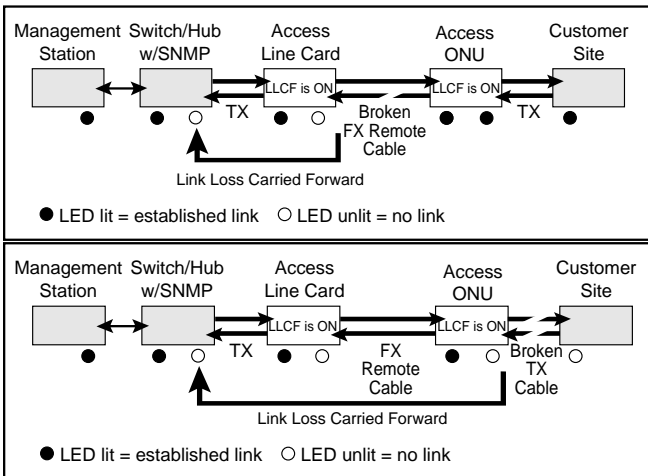 Management Station
Switch/Hub w/SNMP
Access Line Card
Access ONU
Customer Site
LLCF is ON
LLCF is ON
TX
Broken FX Remote Cable
TX
Link Loss Carried Forward
LED lit = established link
LED unlit = no link
Management Station
Switch/Hub w/SNMP
Access Line Card
Access ONU
Customer Site
LLCF is ON
LLCF is ON
TX
FX Remote Cable
Broken TX Cable
Link Loss Carried Forward
LED lit = established link
LED unlit = no link